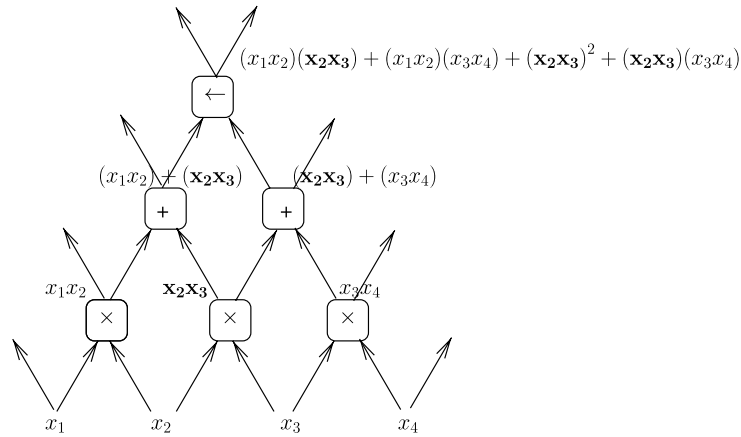 (x₁x₂)(𝐱₂𝐱₃) + (x₁x₂)(x₃x₄) + (𝐱₂𝐱₃)² + (𝐱₂𝐱₃)(x₃x₄)
←
(x₁x₂) + (𝐱₂𝐱₃) (𝐱₂𝐱₃) + (x₃x₄)
+ +
x₁x₂ 𝐱₂𝐱₃ x₃x₄
× × ×
x₁ x₂ x₃ x₄